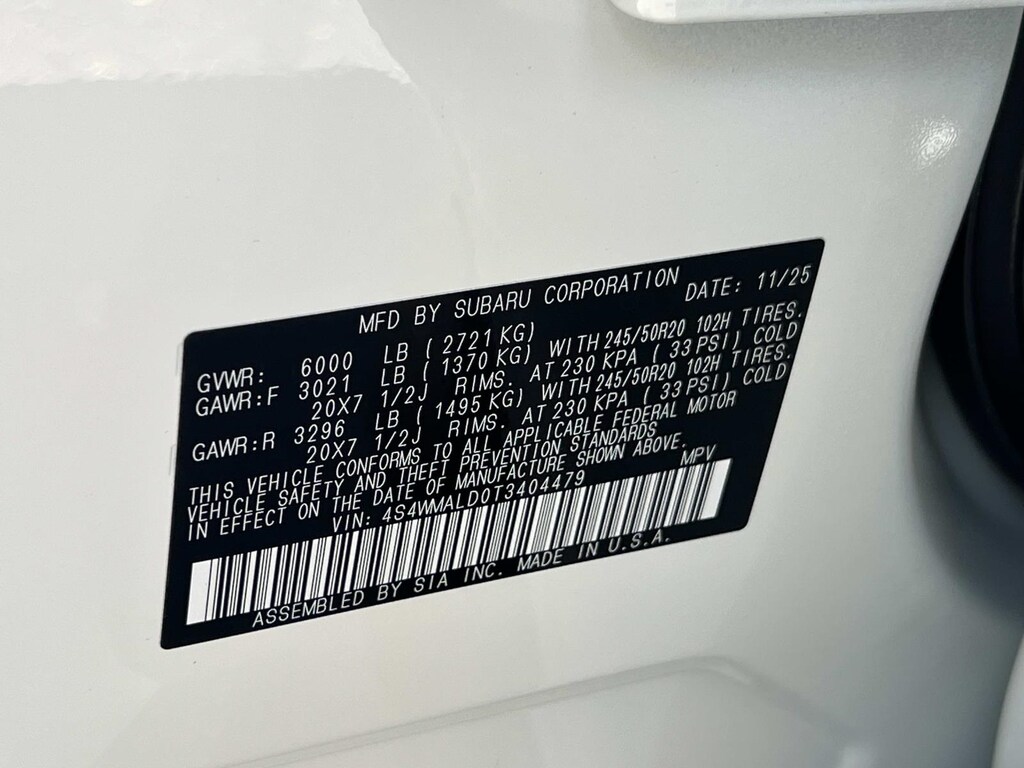 MFD BY SUBARU CORPORATION DATE: 11/25
GVWR: 6000 LB ( 2721 KG)
GAWR:F 3021 LB ( 1370 KG) WITH 245/50R20 102H TIRES.
20X7 1/2J RIMS. AT 230 KPA ( 33 PSI) COLD
GAWR:R 3296 LB ( 1495 KG) WITH 245/50R20 102H TIRES.
20X7 1/2J RIMS. AT 230 KPA ( 33 PSI) COLD
THIS VEHICLE CONFORMS TO ALL APPLICABLE FEDERAL MOTOR
VEHICLE SAFETY AND THEFT PREVENTION STANDARDS
IN EFFECT ON THE DATE OF MANUFACTURE SHOWN ABOVE.
VIN: 4S4WMALD0T3404479 MPV
ASSEMBLED BY SIA INC. MADE IN U.S.A.